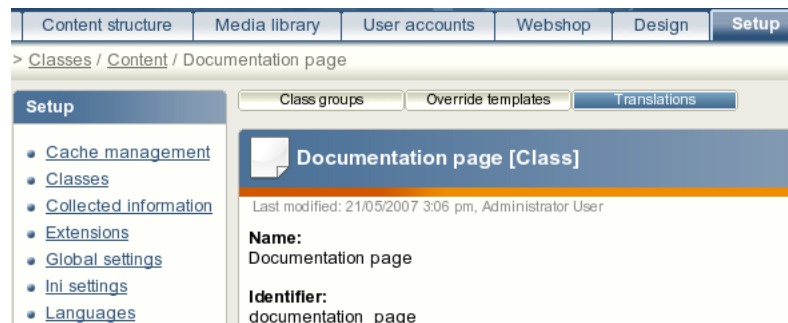 Content structure Media library User accounts Webshop Design Setup
> Classes / Content / Documentation page
Setup
Class groups Override templates Translations
Cache management
Classes
Collected information
Extensions
Global settings
Ini settings
Languages
Documentation page [Class]
Last modified: 21/05/2007 3:06 pm, Administrator User
Name:
Documentation page
Identifier:
documentation_page